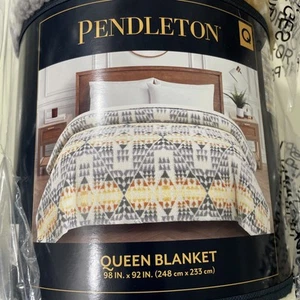 PENDLETON
Q
QUEEN BLANKET
98 IN. x 92 IN. (248 cm x 233 cm)